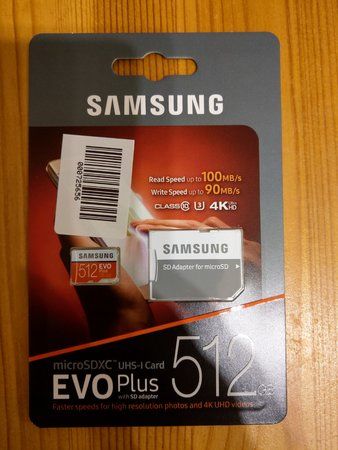 SAMSUNG
000725656
Read Speed up to 100MB/s
Write Speed up to 90MB/s
CLASS 10 U3 4K UHD
SAMSUNG
SD Adapter for microSD
SAMSUNG
512 EVO
Plus
microSDXC™ UHS-I Card
EVO Plus
with SD adapter
512 GB
Faster speeds for high resolution photos and 4K UHD videos